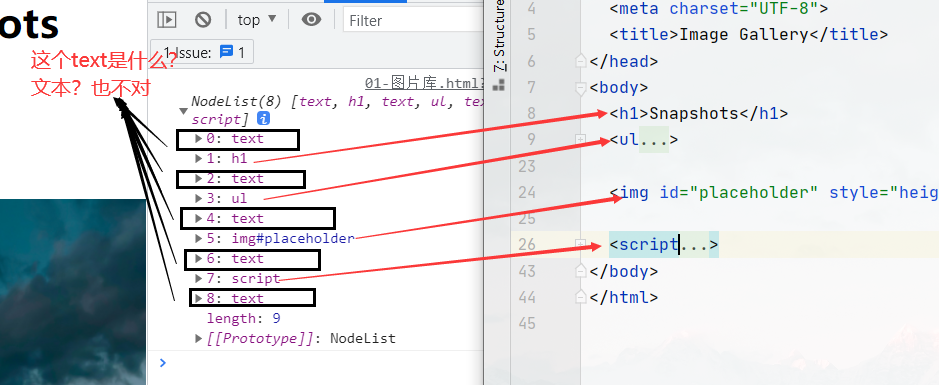 ots
这个text是什么？
文本？也不对
top ▼
Filter
1 Issue: 1
01-图片库.html?
NodeList(8) [text, h1, text, ul, te
script] i
0: text
1: h1
2: text
3: ul
4: text
5: img#placeholder
6: text
7: script
8: text
length: 9
[[Prototype]]: NodeList
7: Structure
4 <meta charset="UTF-8">
5 <title>Image Gallery</title>
6 </head>
7 <body>
8 <h1>Snapshots</h1>
9 <ul...>
23
24 <img id="placeholder" style="heig
25
26 <script...>
43 </body>
44 </html>
45